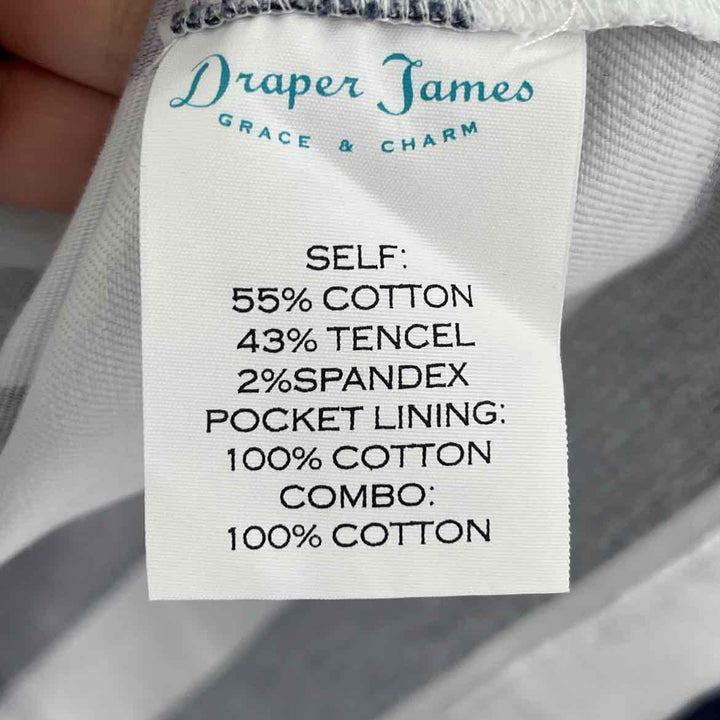 Draper James
GRACE & CHARM
SELF:
55% COTTON
43% TENCEL
2%SPANDEX
POCKET LINING:
100% COTTON
COMBO:
100% COTTON